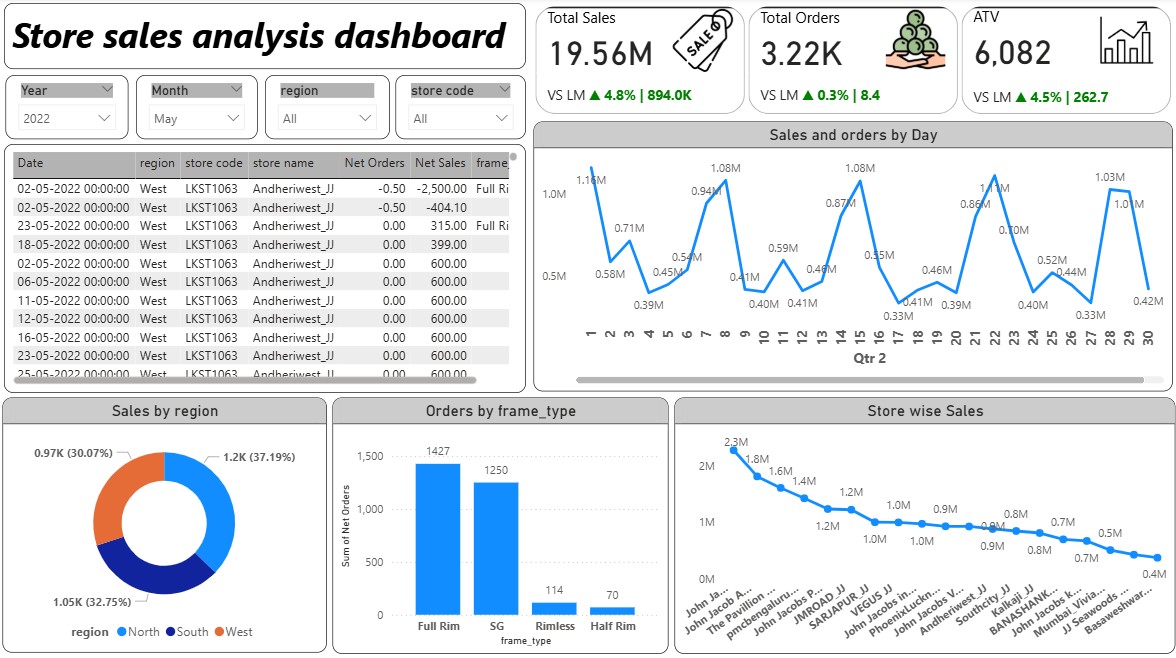 Store sales analysis dashboard
Total Sales
19.56M
VS LM ▲ 4.8% | 894.0K
SALE
Total Orders
3.22K
VS LM ▲ 0.3% | 8.4
ATV
6,082
VS LM ▲ 4.5% | 262.7
Year
2022
Month
May
region
All
store code
All
Date region store code store name Net Orders Net Sales frame_
02-05-2022 00:00:00 West LKST1063 Andheriwest_JJ -0.50 -2,500.00 Full Ri
02-05-2022 00:00:00 West LKST1063 Andheriwest_JJ -0.50 -404.10
23-05-2022 00:00:00 West LKST1063 Andheriwest_JJ 0.00 315.00 Full Ri
18-05-2022 00:00:00 West LKST1063 Andheriwest_JJ 0.00 399.00
02-05-2022 00:00:00 West LKST1063 Andheriwest_JJ 0.00 600.00
06-05-2022 00:00:00 West LKST1063 Andheriwest_JJ 0.00 600.00
11-05-2022 00:00:00 West LKST1063 Andheriwest_JJ 0.00 600.00
12-05-2022 00:00:00 West LKST1063 Andheriwest_JJ 0.00 600.00
16-05-2022 00:00:00 West LKST1063 Andheriwest_JJ 0.00 600.00
23-05-2022 00:00:00 West LKST1063 Andheriwest_JJ 0.00 600.00
25-05-2022 00:00:00 West LKST1063 Andheriwest_JJ 0.00 600.00
Sales and orders by Day
1.0M
0.5M
1.16M 0.58M 0.71M 0.39M 0.45M 0.54M 0.94M 1.08M 0.41M 0.40M 0.59M 0.41M 0.46M 0.87M 1.08M 0.55M 0.33M 0.41M 0.46M 0.39M 0.86M 1.11M 0.70M 0.40M 0.52M 0.44M 0.33M 1.03M 1.01M 0.42M
1 2 3 4 5 6 7 8 9 10 11 12 13 14 15 16 17 18 19 20 21 22 23 24 25 26 27 28 29 30
Qtr 2
Sales by region
0.97K (30.07%)
1.2K (37.19%)
1.05K (32.75%)
region North South West
Orders by frame_type
Sum of Net Orders
1,500
1,000
500
0
1427 1250 114 70
Full Rim SG Rimless Half Rim
frame_type
Store wise Sales
2M
1M
0M
2.3M 1.8M 1.6M 1.4M 1.2M 1.2M 1.0M 1.0M 1.0M 0.9M 0.9M 0.9M 0.8M 0.8M 0.7M 0.7M 0.5M 0.4M
John Ja...
John Jacob A...
The Pavillion ...
pmcbengaluru...
John Jacobs P...
JMROAD_JJ
SARJAPUR_JJ
VEGUS JJ
John Jacobs in...
PhoenixLuckn...
John Jacobs V...
Andheriwest_JJ
Southcity_JJ
Kalkaji_JJ
BANASHANK...
John Jacobs k...
Mumbai_Vivia...
JJ Seawoods ...
Basaweshwar...